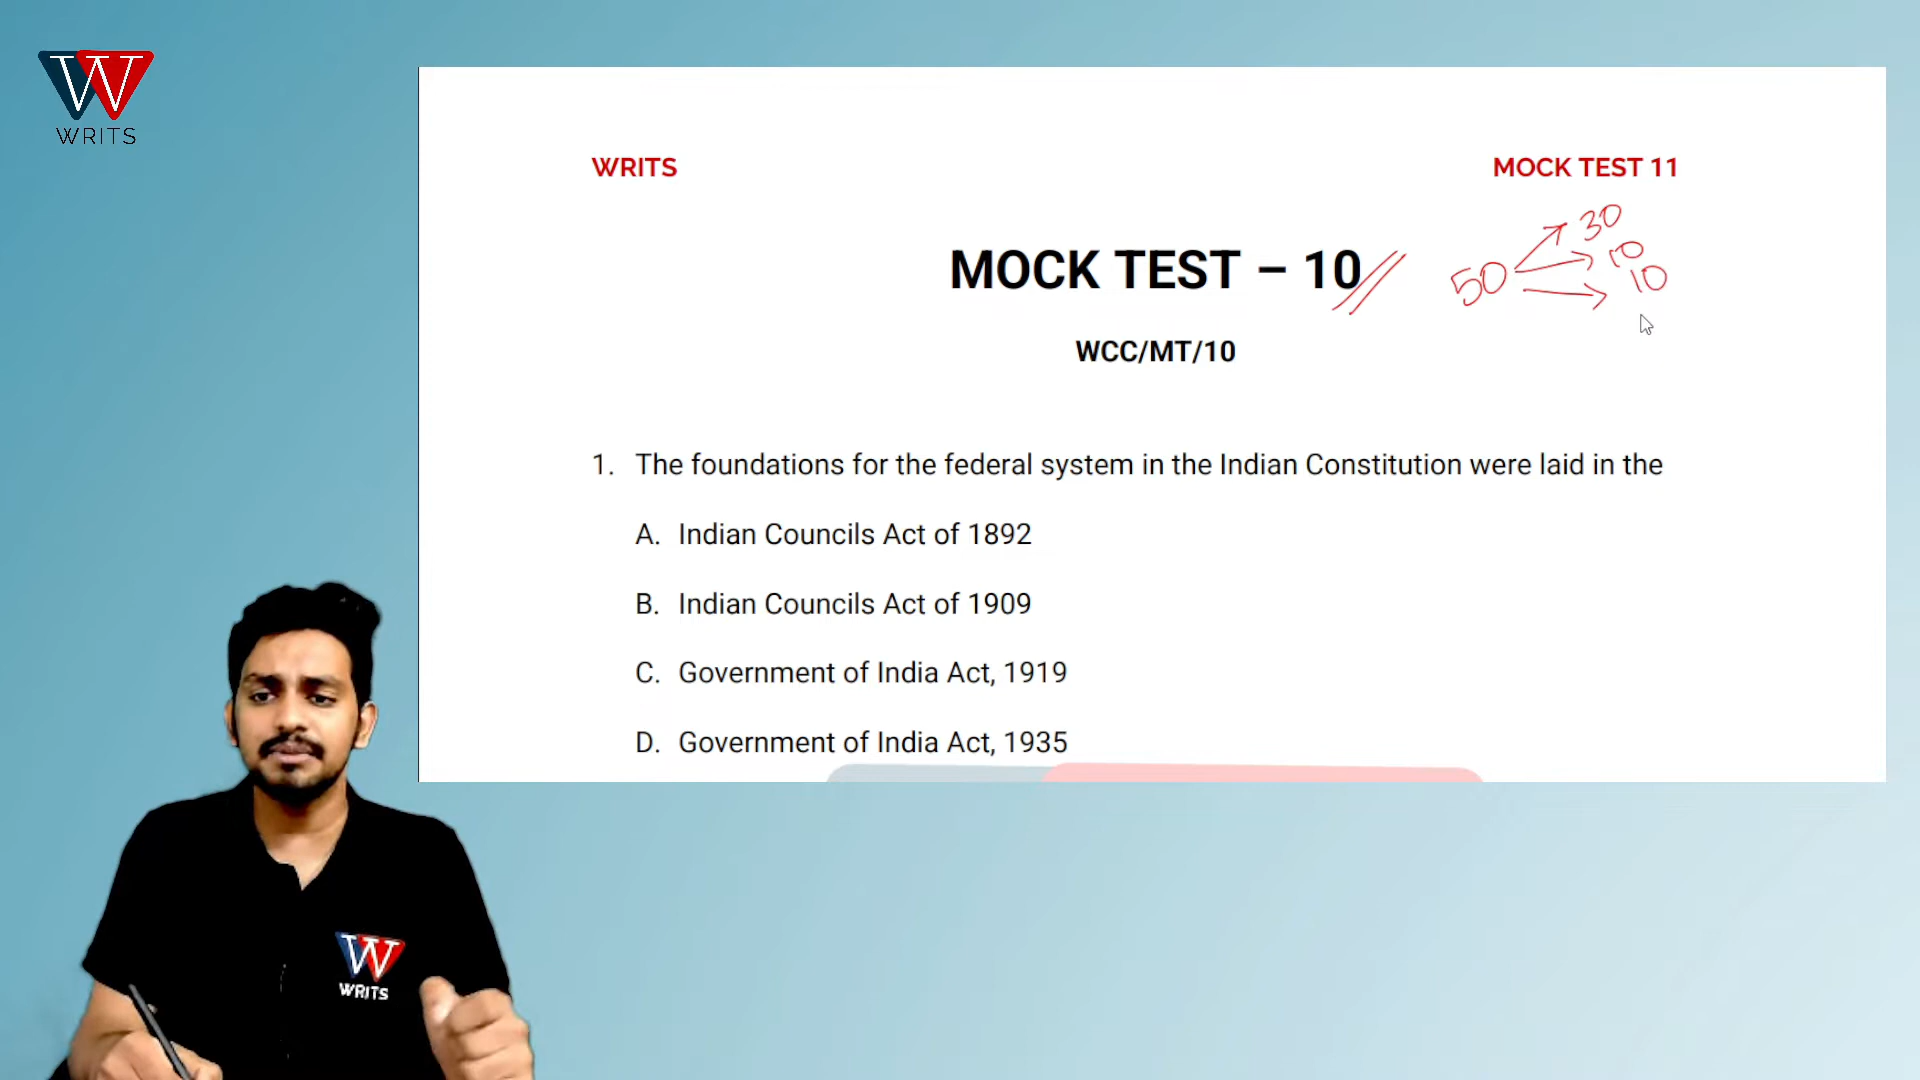 WRITS
WRITS MOCK TEST 11
MOCK TEST – 10
50 30
10
10
WCC/MT/10
1. The foundations for the federal system in the Indian Constitution were laid in the
A. Indian Councils Act of 1892
B. Indian Councils Act of 1909
C. Government of India Act, 1919
D. Government of India Act, 1935
WRITS